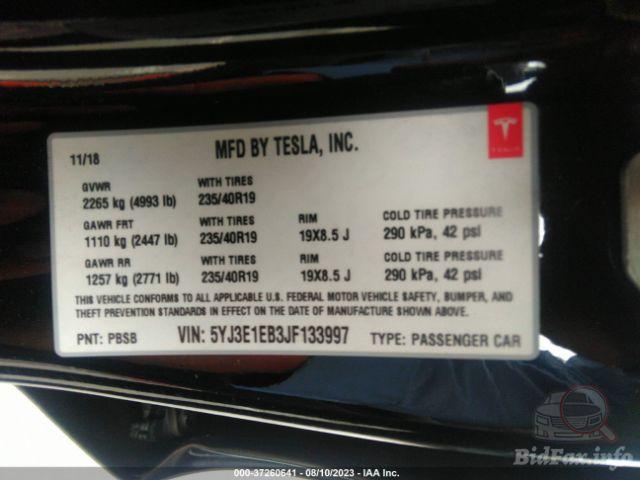 11/18
MFD BY TESLA, INC.
TESLA
GVWR WITH TIRES
2265 kg (4993 lb) 235/40R19
GAWR FRT WITH TIRES RIM COLD TIRE PRESSURE
1110 kg (2447 lb) 235/40R19 19X8.5 J 290 kPa, 42 psi
GAWR RR WITH TIRES RIM COLD TIRE PRESSURE
1257 kg (2771 lb) 235/40R19 19X8.5 J 290 kPa, 42 psi
THIS VEHICLE CONFORMS TO ALL APPLICABLE U.S. FEDERAL MOTOR VEHICLE SAFETY, BUMPER, AND
THEFT PREVENTION STANDARDS IN EFFECT ON THE DATE OF MANUFACTURE SHOWN ABOVE.
PNT: PBSB VIN: 5YJ3E1EB3JF133997 TYPE: PASSENGER CAR
BidFax.info
000-37260641 - 08/10/2023 - IAA Inc.